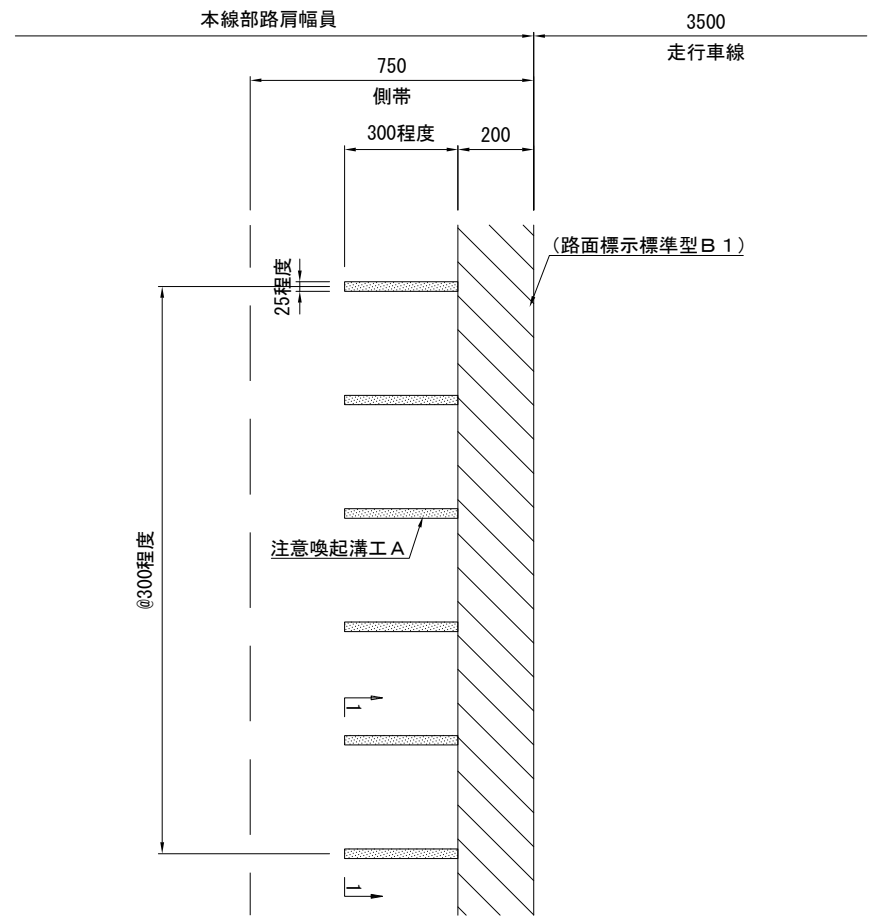 本線部路肩幅員
3500
走行車線
750
側帯
300程度
200
(路面標示標準型B1)
25程度
注意喚起溝工A
@300程度
1
1